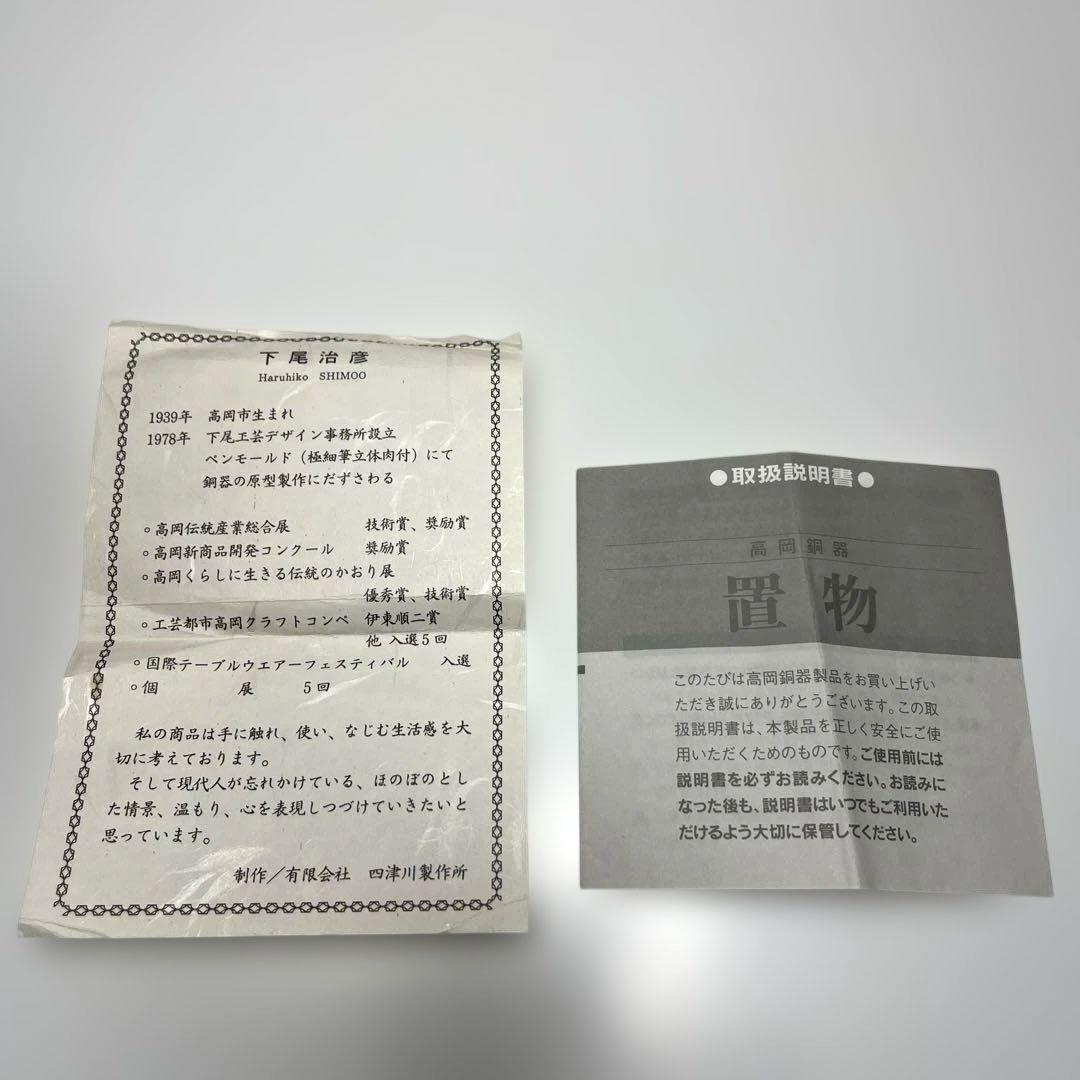 下尾治彦
Haruhiko SHIMOO
1939年 高岡市生まれ
1978年 下尾工芸デザイン事務所設立
ペンモールド（極細筆立体肉付）にて
銅器の原型製作にだずさわる
○高岡伝統産業総合展 技術賞、奨励賞
○高岡新商品開発コンクール 奨励賞
○高岡くらしに生きる伝統のかおり展
優秀賞、技術賞
○工芸都市高岡クラフトコンペ 伊東順二賞
他 入選5回
○国際テーブルウエアーフェスティバル 入選
○個 展 5回
私の商品は手に触れ、使い、なじむ生活感を大
切に考えております。
そして現代人が忘れかけている、ほのぼのとし
た情景、温もり、心を表現しつづけていきたいと
思っています。
制作／有限会社 四津川製作所
●取扱説明書●
高岡銅器
置物
このたびは高岡銅器製品をお買い上げい
ただき誠にありがとうございます。この取
扱説明書は、本製品を正しく安全にご使
用いただくためのものです。ご使用前には
説明書を必ずお読みください。お読みに
なった後も、説明書はいつでもご利用いた
だけるよう大切に保管してください。